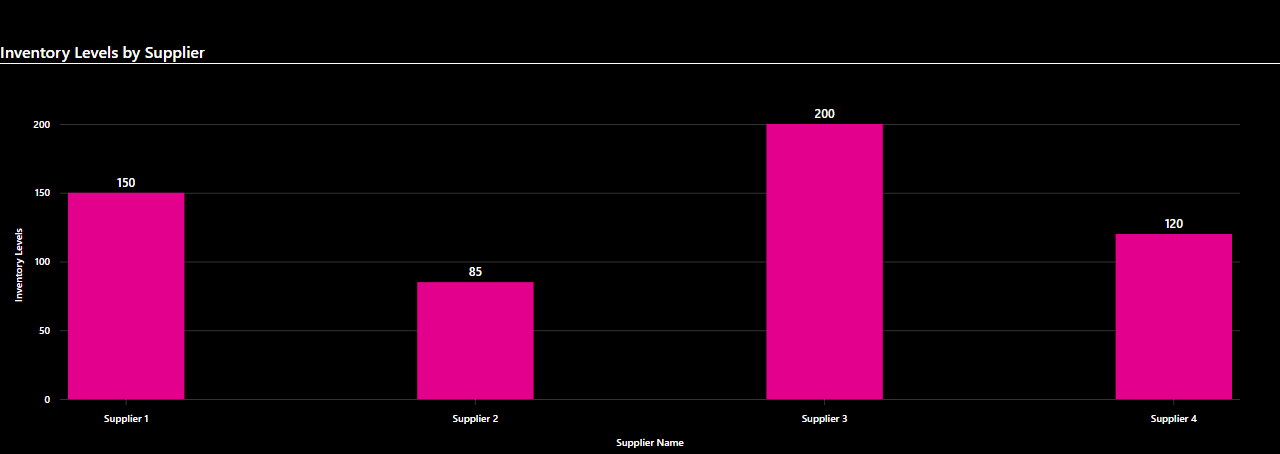 Inventory Levels by Supplier
200
200
150
150
120
100
85
50
0
Inventory Levels
Supplier 1
Supplier 2
Supplier 3
Supplier 4
Supplier Name